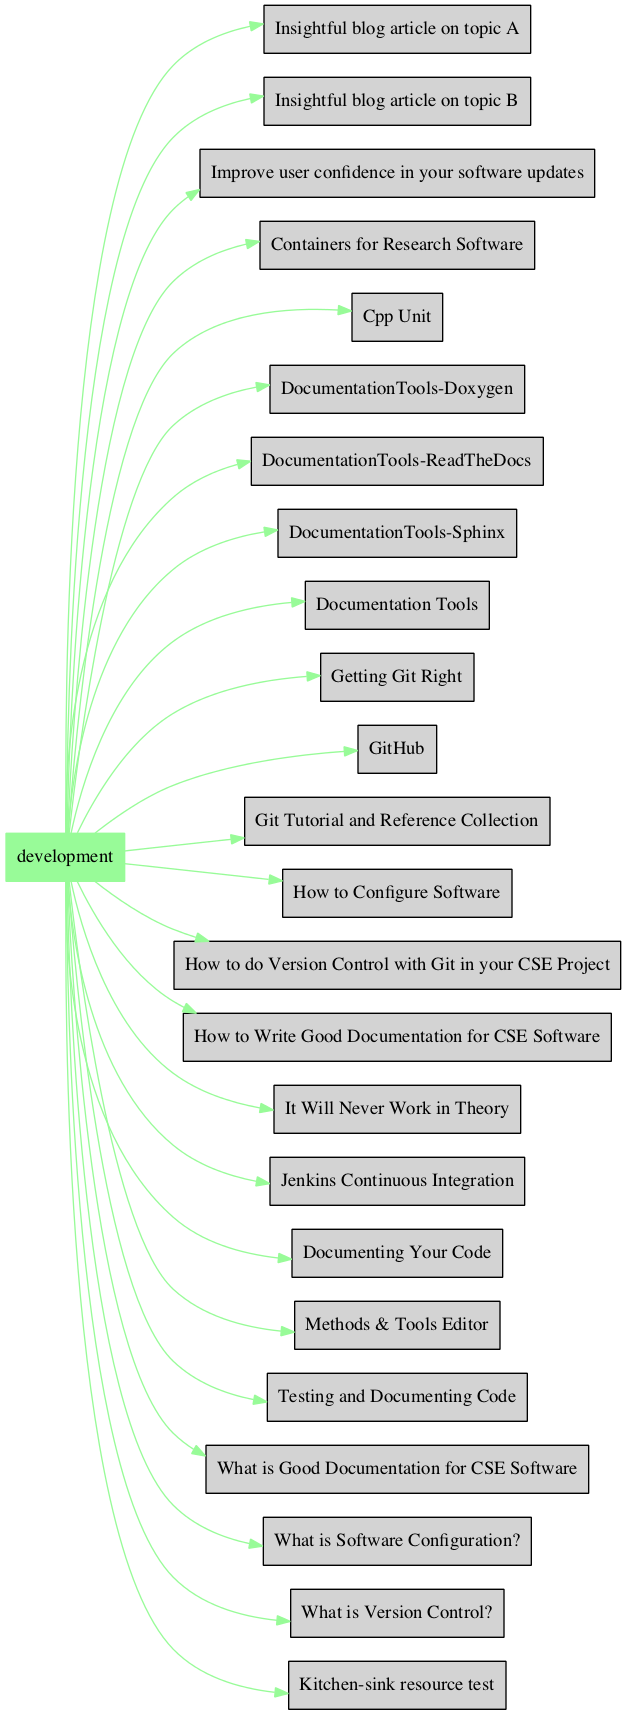 Insightful blog article on topic A
Insightful blog article on topic B
Improve user confidence in your software updates
Containers for Research Software
Cpp Unit
DocumentationTools-Doxygen
DocumentationTools-ReadTheDocs
DocumentationTools-Sphinx
Documentation Tools
Getting Git Right
GitHub
Git Tutorial and Reference Collection
development
How to Configure Software
How to do Version Control with Git in your CSE Project
How to Write Good Documentation for CSE Software
It Will Never Work in Theory
Jenkins Continuous Integration
Documenting Your Code
Methods & Tools Editor
Testing and Documenting Code
What is Good Documentation for CSE Software
What is Software Configuration?
What is Version Control?
Kitchen-sink resource test